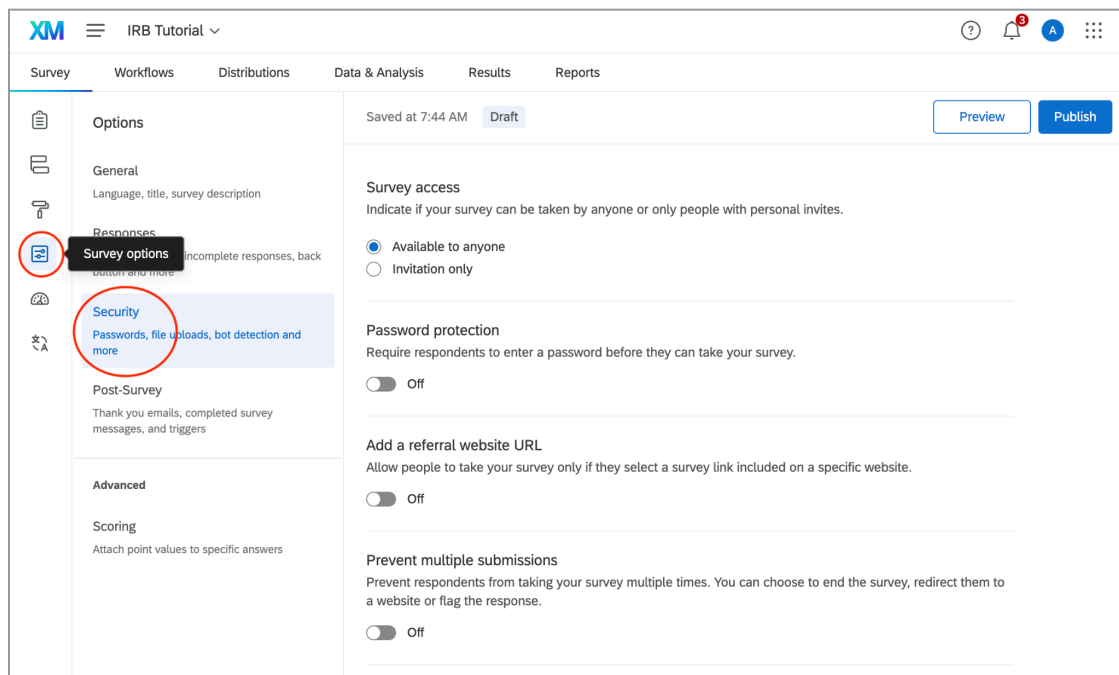 XM
IRB Tutorial
3
A
Survey Workflows Distributions Data & Analysis Results Reports
Options
General
Language, title, survey description
Responses
Survey options
incomplete responses, back
button and more
Security
Passwords, file uploads, bot detection and
more
Post-Survey
Thank you emails, completed survey
messages, and triggers
Advanced
Scoring
Attach point values to specific answers
Saved at 7:44 AM Draft
Preview
Publish
Survey access
Indicate if your survey can be taken by anyone or only people with personal invites.
Available to anyone
Invitation only
Password protection
Require respondents to enter a password before they can take your survey.
Off
Add a referral website URL
Allow people to take your survey only if they select a survey link included on a specific website.
Off
Prevent multiple submissions
Prevent respondents from taking your survey multiple times. You can choose to end the survey, redirect them to
a website or flag the response.
Off